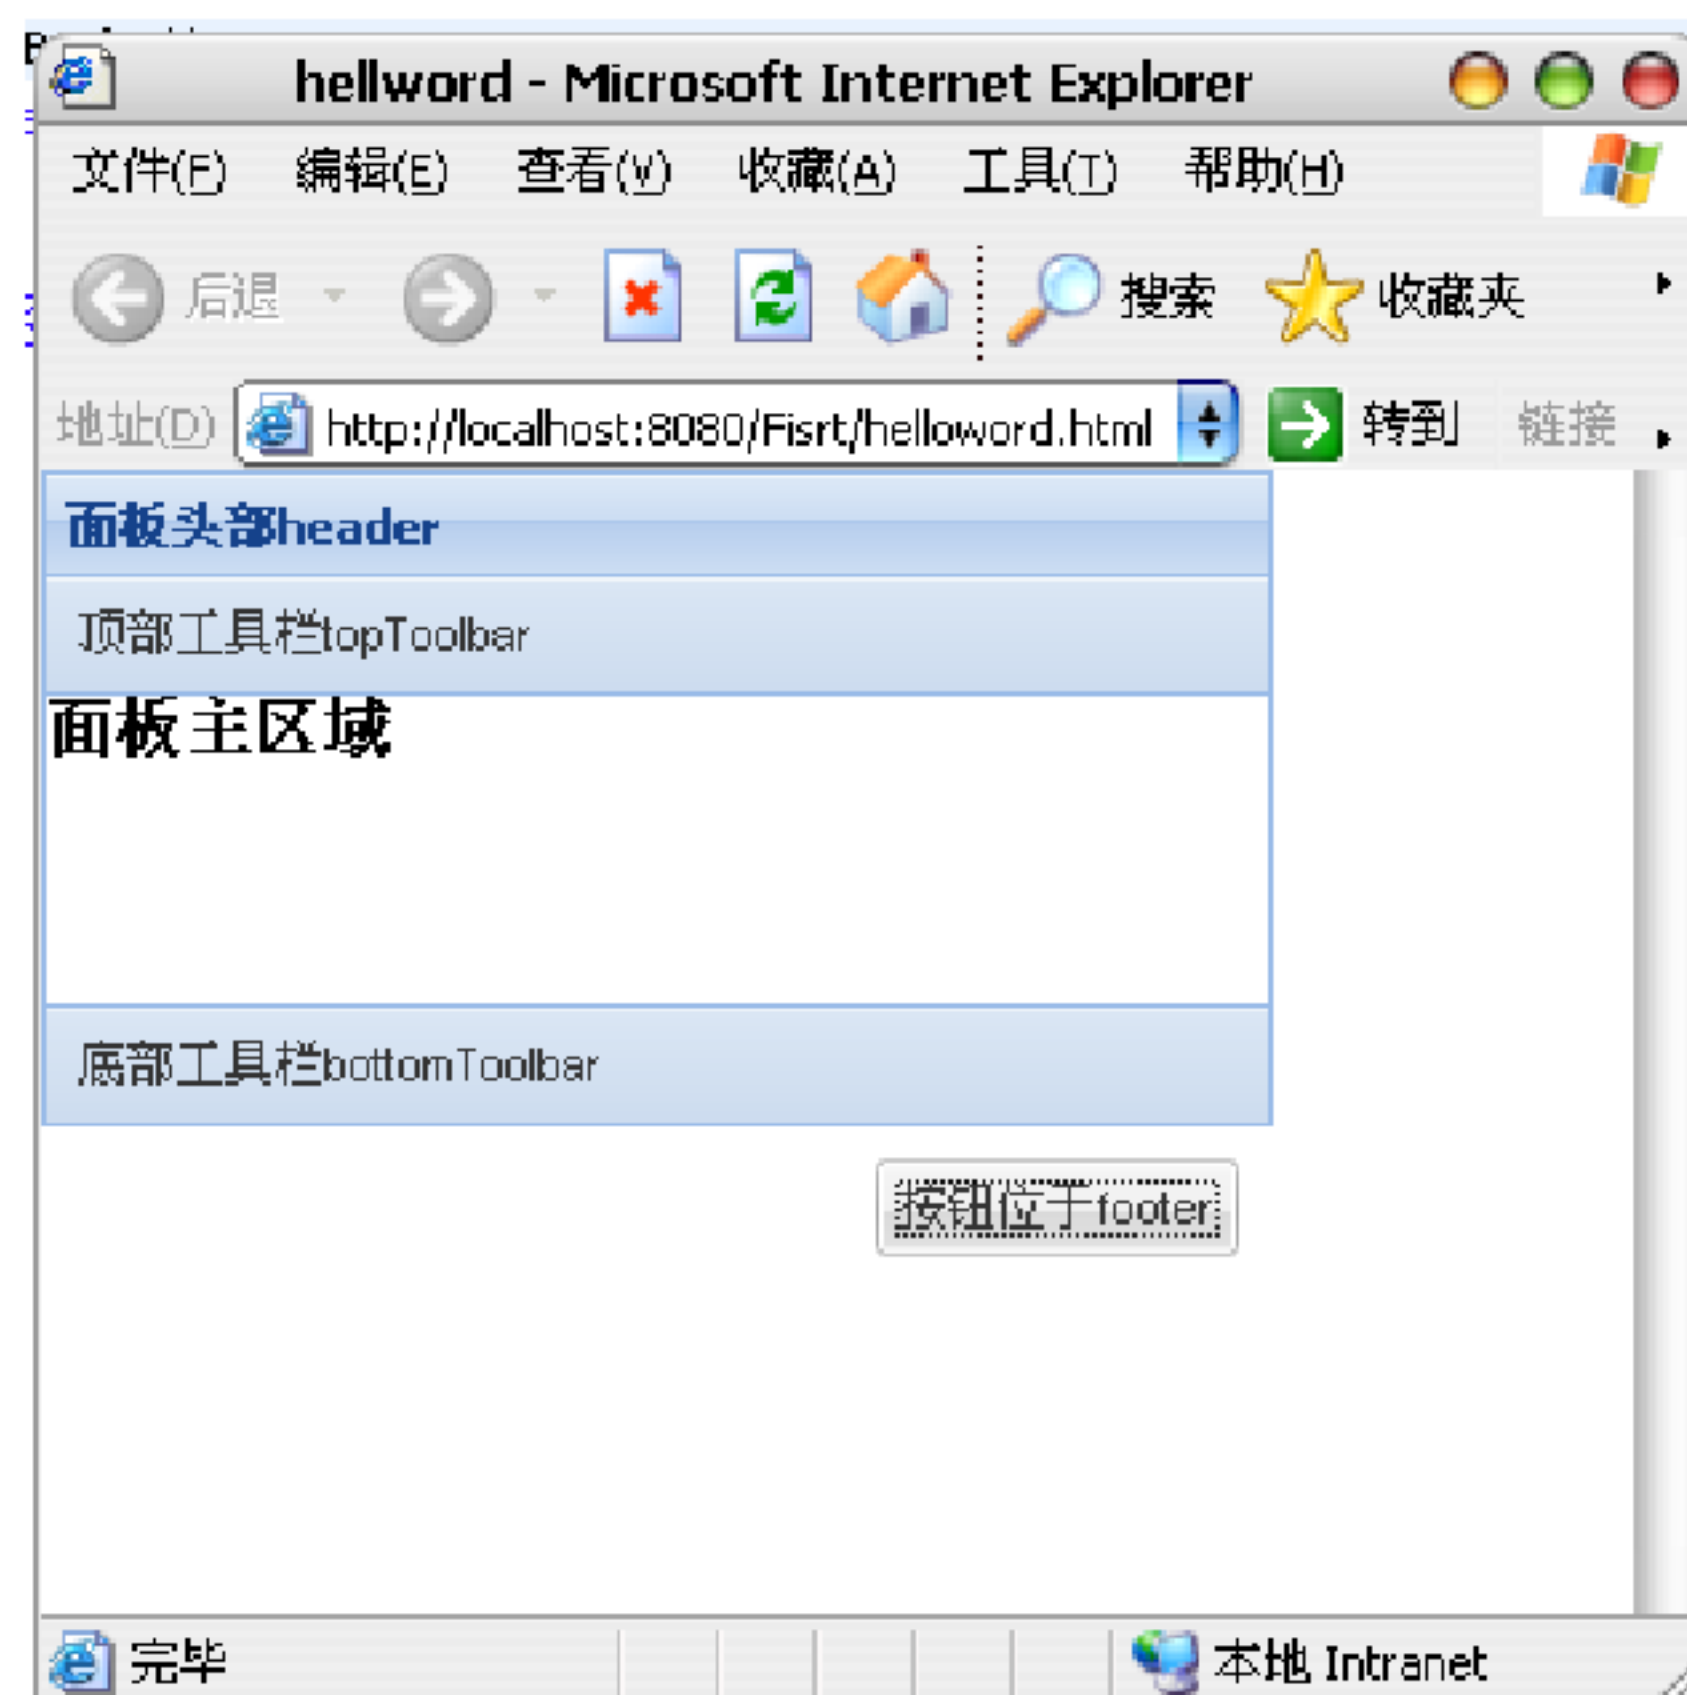 hellword - Microsoft Internet Explorer
文件(F) 编辑(E) 查看(V) 收藏(A) 工具(T) 帮助(H)
后退 搜索 收藏夹
地址(D) http://localhost:8080/Fisrt/helloword.html 转到 链接
面板头部header
顶部工具栏topToolbar
面板主区域
底部工具栏bottomToolbar
按钮位于footer
完毕 本地 Intranet